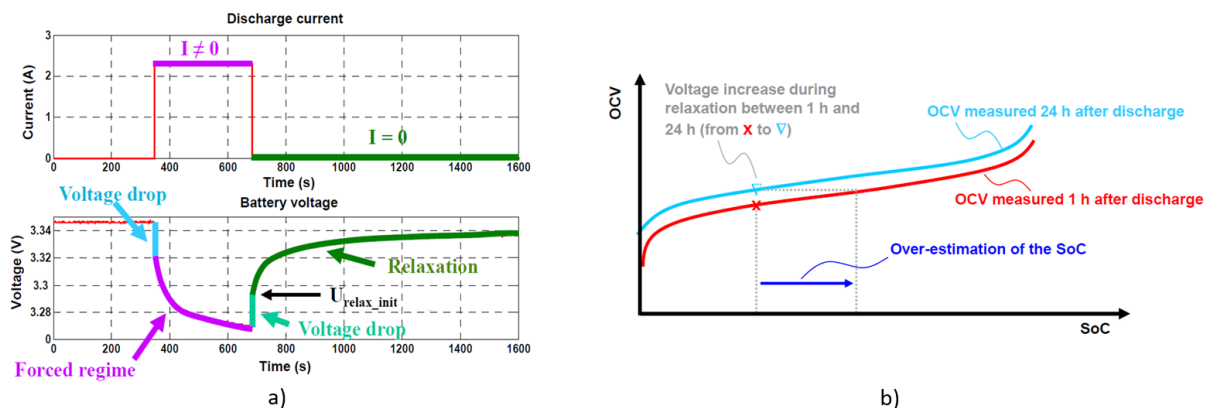 Discharge current
3
2
1
0
Current (A)
I ≠ 0
I = 0
0 200 400 600 800 1000 1200 1400 1600
Time (s)
Voltage drop
Battery voltage
3.34
3.32
3.3
3.28
0
Voltage (V)
Relaxation
Urelax_init
Voltage drop
Forced regime
0 200 400 600 800 1000 1200 1400 1600
Time (s)
a)
OCV
Voltage increase during
relaxation between 1 h and
24 h (from x to ∇)
OCV measured 24 h after discharge
x
∇
OCV measured 1 h after discharge
Over-estimation of the SoC
SoC
b)